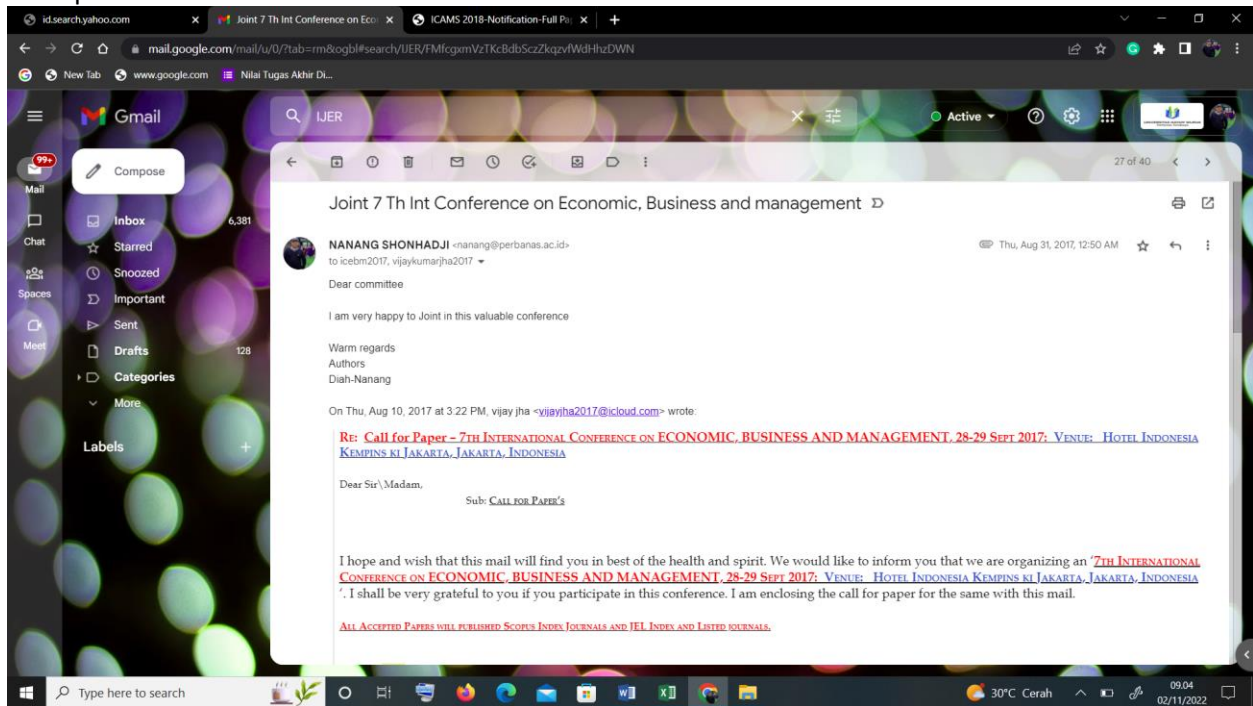 id.search.yahoo.com
Joint 7 Th Int Conference on Econ
ICAMS 2018-Notification-Full Pap
mail.google.com/mail/u/0/?tab=rm&ogbl#search/IJER/FMfcgxmVzTKcBdbSczZkqzvfWdHhzDWN
New Tab www.google.com Nilai Tugas Akhir Di...
Gmail
IJER
Active
99+
Mail
Compose
27 of 40
Chat
Spaces
Meet
Inbox 6,381
Starred
Snoozed
Important
Sent
Drafts 128
Categories
More
Labels
Joint 7 Th Int Conference on Economic, Business and management
NANANG SHONHADJI <nanang@perbanas.ac.id>
Thu, Aug 31, 2017, 12:50 AM
to icebm2017, vijaykumarjha2017
Dear committee
I am very happy to Joint in this valuable conference
Warm regards
Authors
Diah-Nanang
On Thu, Aug 10, 2017 at 3:22 PM, vijay jha <vijayjha2017@icloud.com> wrote:
RE: Call for Paper – 7TH INTERNATIONAL CONFERENCE ON ECONOMIC, BUSINESS AND MANAGEMENT, 28-29 SEPT 2017; VENUE: HOTEL INDONESIA
KEMPINS KI JAKARTA, JAKARTA, INDONESIA
Dear Sir\Madam,
Sub: CALL FOR PAPER'S
I hope and wish that this mail will find you in best of the health and spirit. We would like to inform you that we are organizing an '7TH INTERNATIONAL
CONFERENCE ON ECONOMIC, BUSINESS AND MANAGEMENT, 28-29 SEPT 2017; VENUE: HOTEL INDONESIA KEMPINS KI JAKARTA, JAKARTA, INDONESIA
'. I shall be very grateful to you if you participate in this conference. I am enclosing the call for paper for the same with this mail.
ALL ACCEPTED PAPERS WILL PUBLISHED SCOPUS INDEX JOURNALS AND JEL INDEX AND LISTED JOURNALS.
Type here to search
30°C Cerah
09.04
02/11/2022